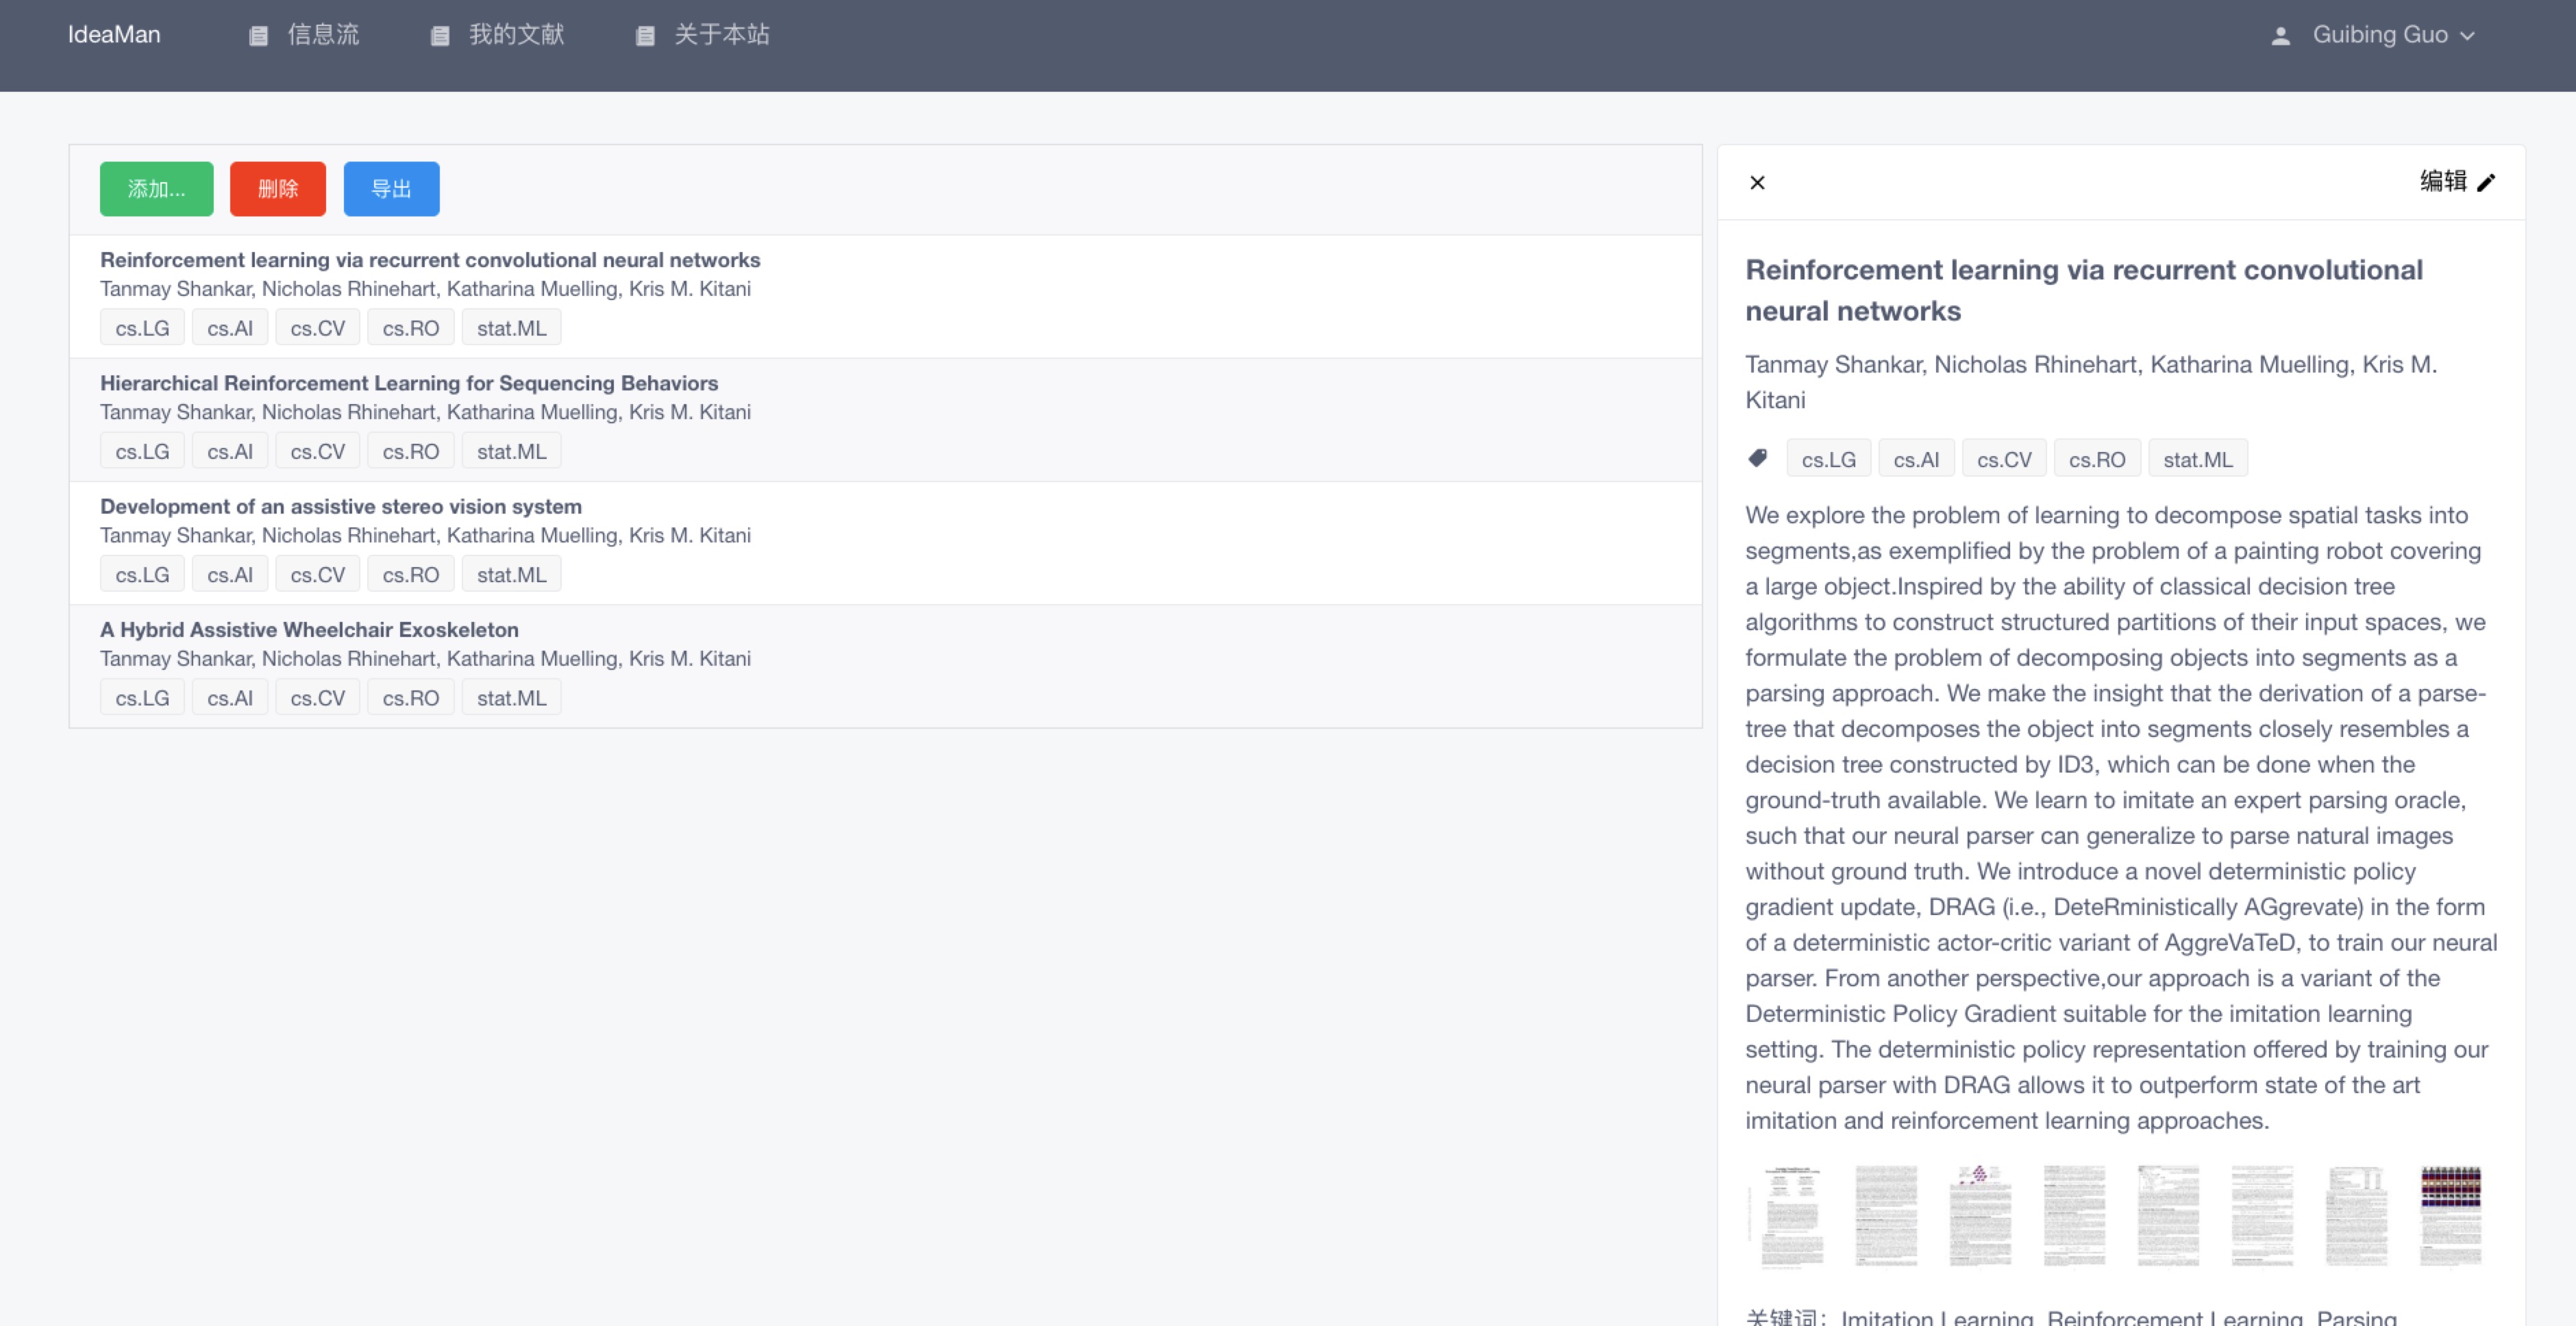 IdeaMan 信息流 我的文献 关于本站 Guibing Guo
添加... 删除 导出
Reinforcement learning via recurrent convolutional neural networks
Tanmay Shankar, Nicholas Rhinehart, Katharina Muelling, Kris M. Kitani
cs.LG cs.AI cs.CV cs.RO stat.ML
Hierarchical Reinforcement Learning for Sequencing Behaviors
Tanmay Shankar, Nicholas Rhinehart, Katharina Muelling, Kris M. Kitani
cs.LG cs.AI cs.CV cs.RO stat.ML
Development of an assistive stereo vision system
Tanmay Shankar, Nicholas Rhinehart, Katharina Muelling, Kris M. Kitani
cs.LG cs.AI cs.CV cs.RO stat.ML
A Hybrid Assistive Wheelchair Exoskeleton
Tanmay Shankar, Nicholas Rhinehart, Katharina Muelling, Kris M. Kitani
cs.LG cs.AI cs.CV cs.RO stat.ML
编辑
Reinforcement learning via recurrent convolutional
neural networks
Tanmay Shankar, Nicholas Rhinehart, Katharina Muelling, Kris M.
Kitani
cs.LG cs.AI cs.CV cs.RO stat.ML
We explore the problem of learning to decompose spatial tasks into
segments,as exemplified by the problem of a painting robot covering
a large object.Inspired by the ability of classical decision tree
algorithms to construct structured partitions of their input spaces, we
formulate the problem of decomposing objects into segments as a
parsing approach. We make the insight that the derivation of a parse-
tree that decomposes the object into segments closely resembles a
decision tree constructed by ID3, which can be done when the
ground-truth available. We learn to imitate an expert parsing oracle,
such that our neural parser can generalize to parse natural images
without ground truth. We introduce a novel deterministic policy
gradient update, DRAG (i.e., DeteRministically AGgrevate) in the form
of a deterministic actor-critic variant of AggreVaTeD, to train our neural
parser. From another perspective,our approach is a variant of the
Deterministic Policy Gradient suitable for the imitation learning
setting. The deterministic policy representation offered by training our
neural parser with DRAG allows it to outperform state of the art
imitation and reinforcement learning approaches.
关键词：Imitation Learning, Reinforcement Learning, Parsing